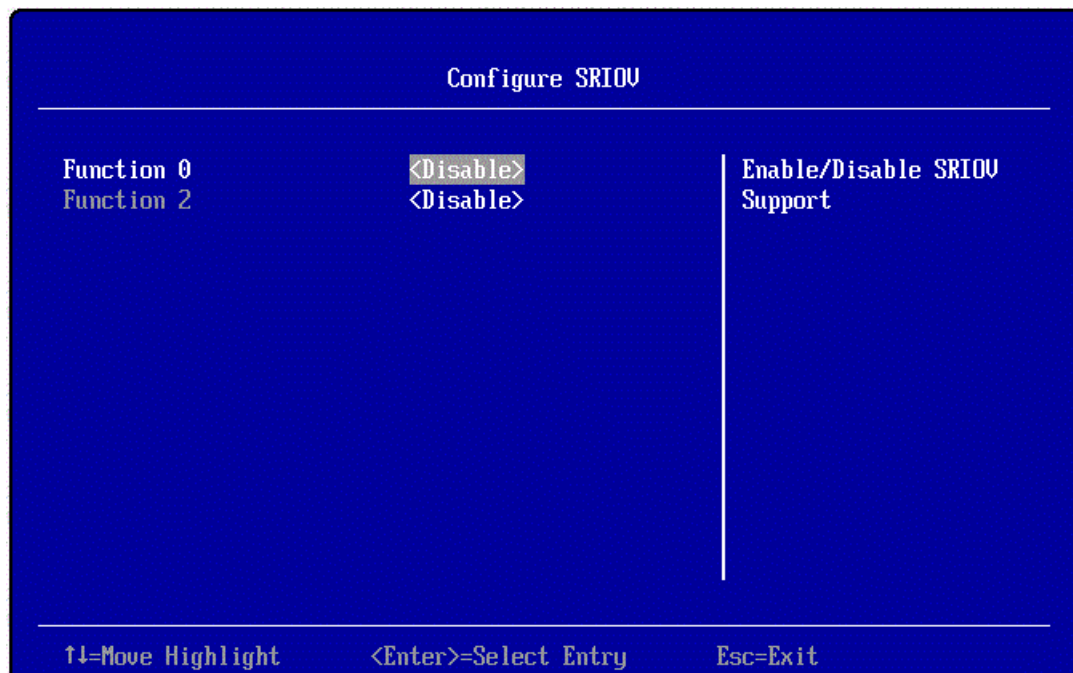 Configure SRIOV
Function 0 <Disable> Enable/Disable SRIOV
Function 2 <Disable> Support
↑↓=Move Highlight <Enter>=Select Entry Esc=Exit